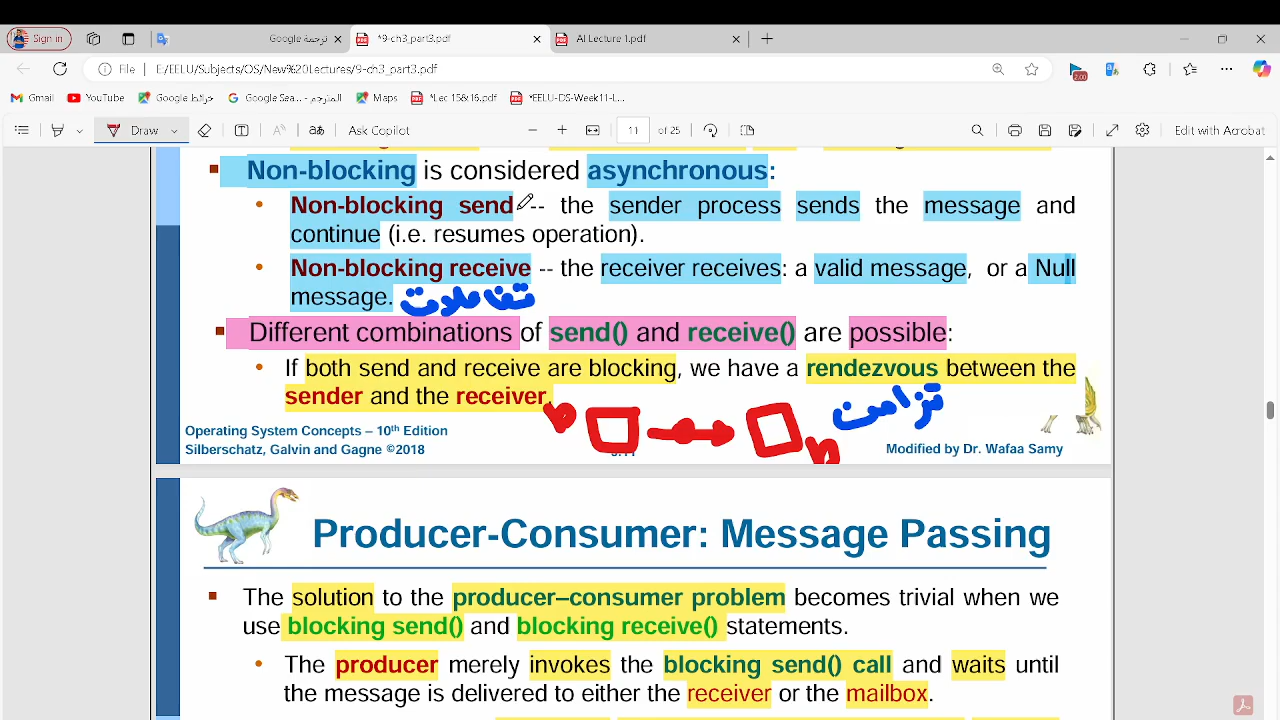 Sign in
ترجمة Google
*9-ch3_part3.pdf
AI Lecture 1.pdf
File
E:/EELU/Subjects/OS/New%20Lectures/9-ch3_part3.pdf
2.00
Gmail
YouTube
خرائط Google
Google Sea...المترجم
Maps
*Lec 15&16.pdf
*EELU-DS-Week11-L...
Draw
Ask Copilot
11 of 25
Edit with Acrobat
Non-blocking is considered asynchronous:
• Non-blocking send -- the sender process sends the message and
continue (i.e. resumes operation).
• Non-blocking receive -- the receiver receives: a valid message, or a Null
message. تفاعلات
Different combinations of send() and receive() are possible:
• If both send and receive are blocking, we have a rendezvous between the
sender and the receiver.
تزامن
b
b
Operating System Concepts – 10th Edition
Silberschatz, Galvin and Gagne ©2018
Modified by Dr. Wafaa Samy
Producer-Consumer: Message Passing
The solution to the producer–consumer problem becomes trivial when we
use blocking send() and blocking receive() statements.
• The producer merely invokes the blocking send() call and waits until
the message is delivered to either the receiver or the mailbox.